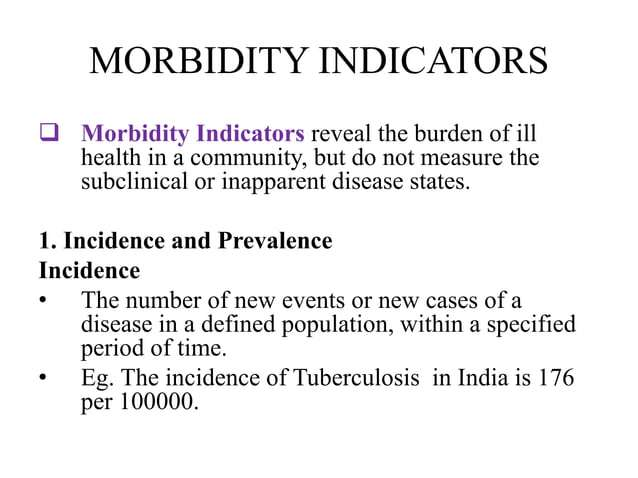 MORBIDITY INDICATORS
❑ Morbidity Indicators reveal the burden of ill
health in a community, but do not measure the
subclinical or inapparent disease states.
1. Incidence and Prevalence
Incidence
• The number of new events or new cases of a
disease in a defined population, within a specified
period of time.
• Eg. The incidence of Tuberculosis in India is 176
per 100000.